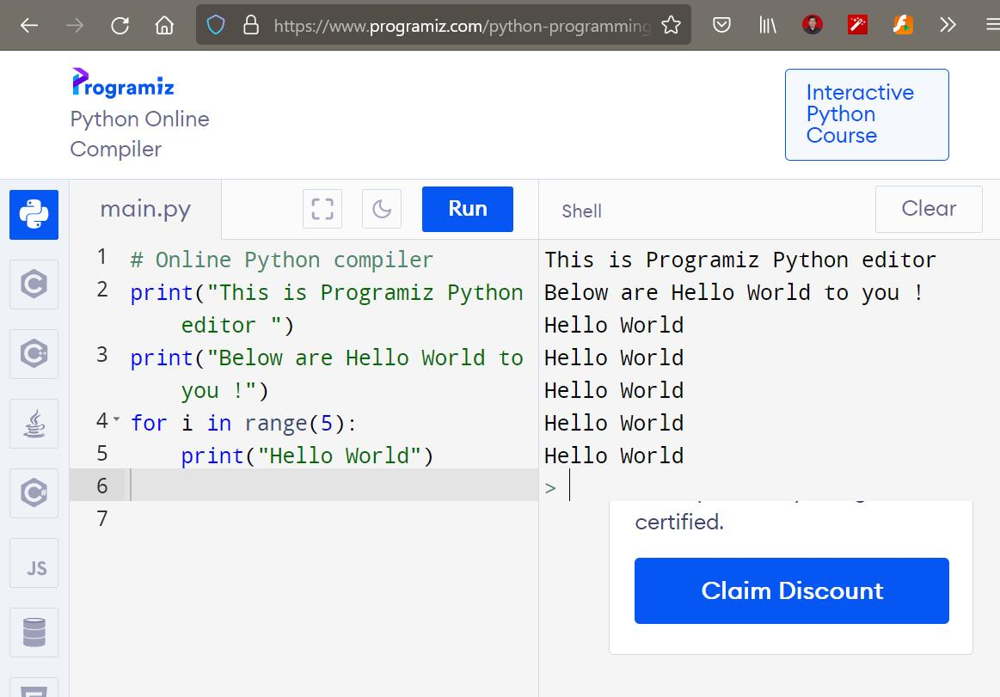 https://www.programiz.com/python-programming
Programiz
Python Online
Compiler
Interactive
Python
Course
main.py
Run
Shell
Clear
1 # Online Python compiler
2 print("This is Programiz Python
editor ")
3 print("Below are Hello World to
you !")
4 for i in range(5):
5 print("Hello World")
6
7
This is Programiz Python editor
Below are Hello World to you !
Hello World
Hello World
Hello World
Hello World
Hello World
>
certified.
Claim Discount
C
C++
C#
JS